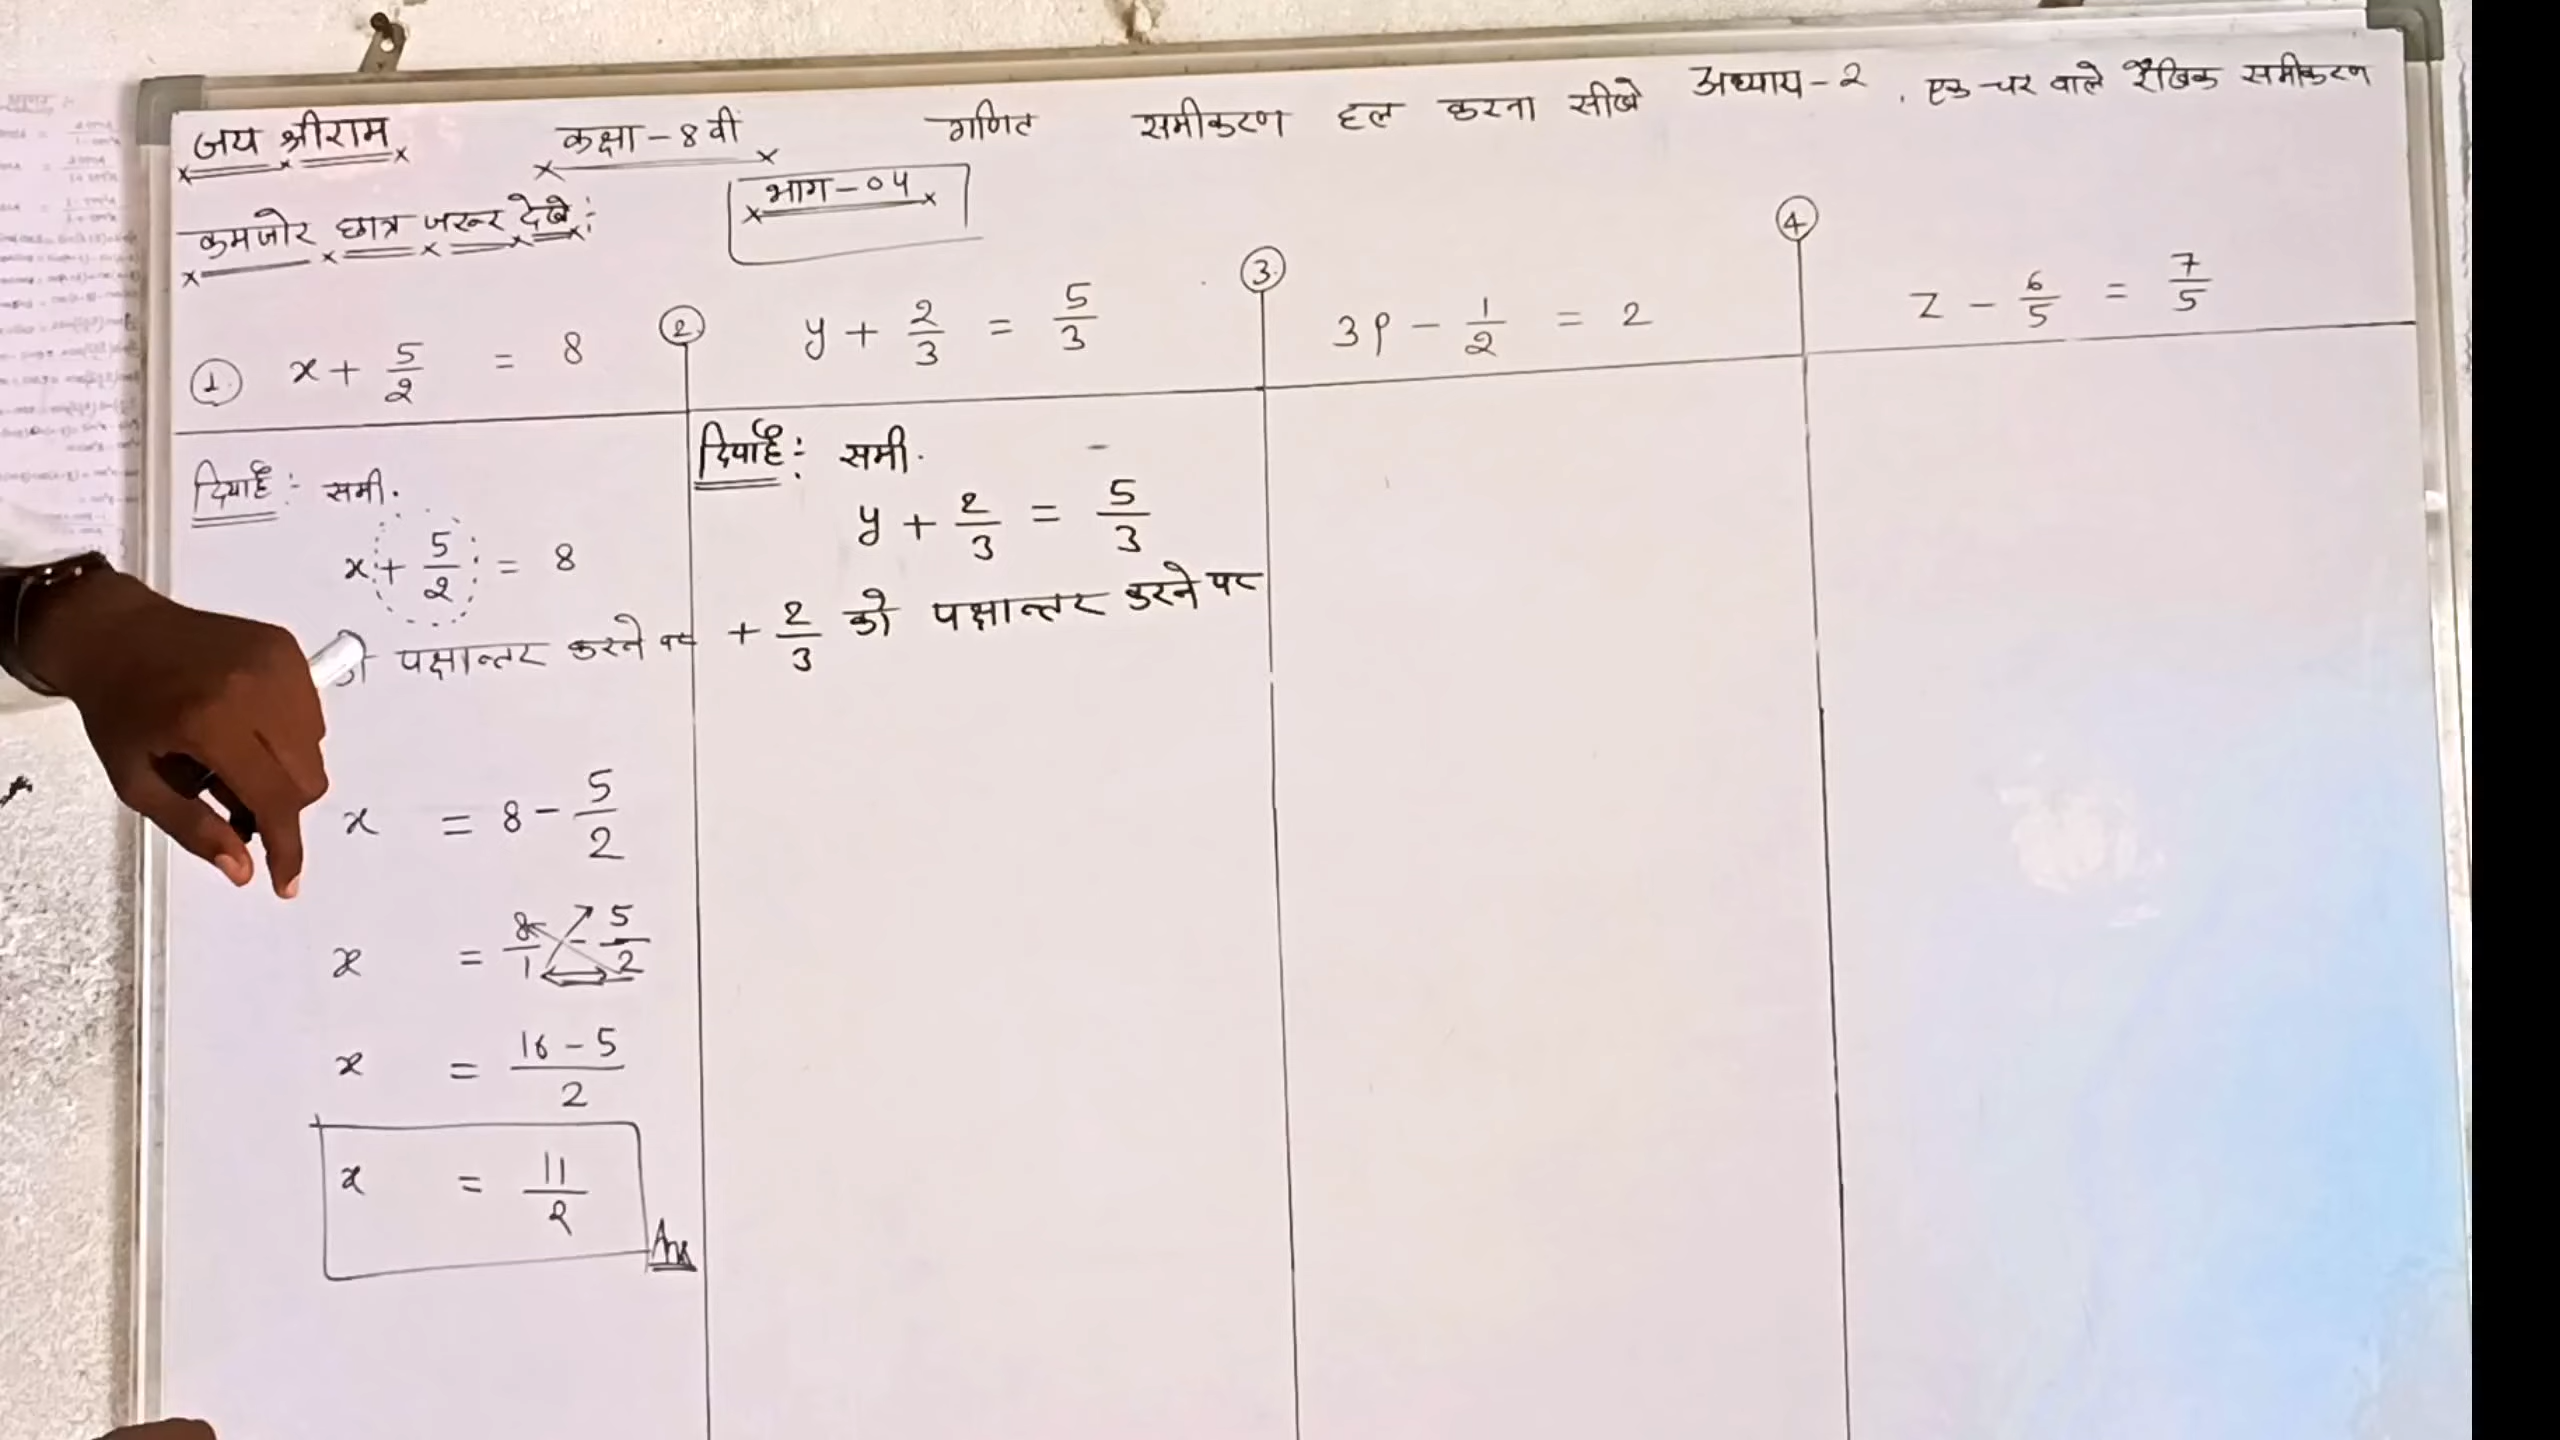 जय श्रीराम कक्षा - 8 वीं गणित समीकरण हल करना सीखे अध्याय - 2 . एक चर वाले रैखिक समीकरण
कमजोर छात्र जरूर देखे :-
भाग - 04
① x + 5/2 = 8
② y + 2/3 = 5/3
③ 3p - 1/2 = 2
④ z - 6/5 = 7/5
दिया है :- समी.
x + 5/2 = 8
पक्षान्तर करने पर
x = 8 - 5/2
x = 8/1 - 5/2
x = 16 - 5/2
x = 11/2
Ans
दिया है :- समी.
y + 2/3 = 5/3
+ 2/3 को पक्षान्तर करने पर